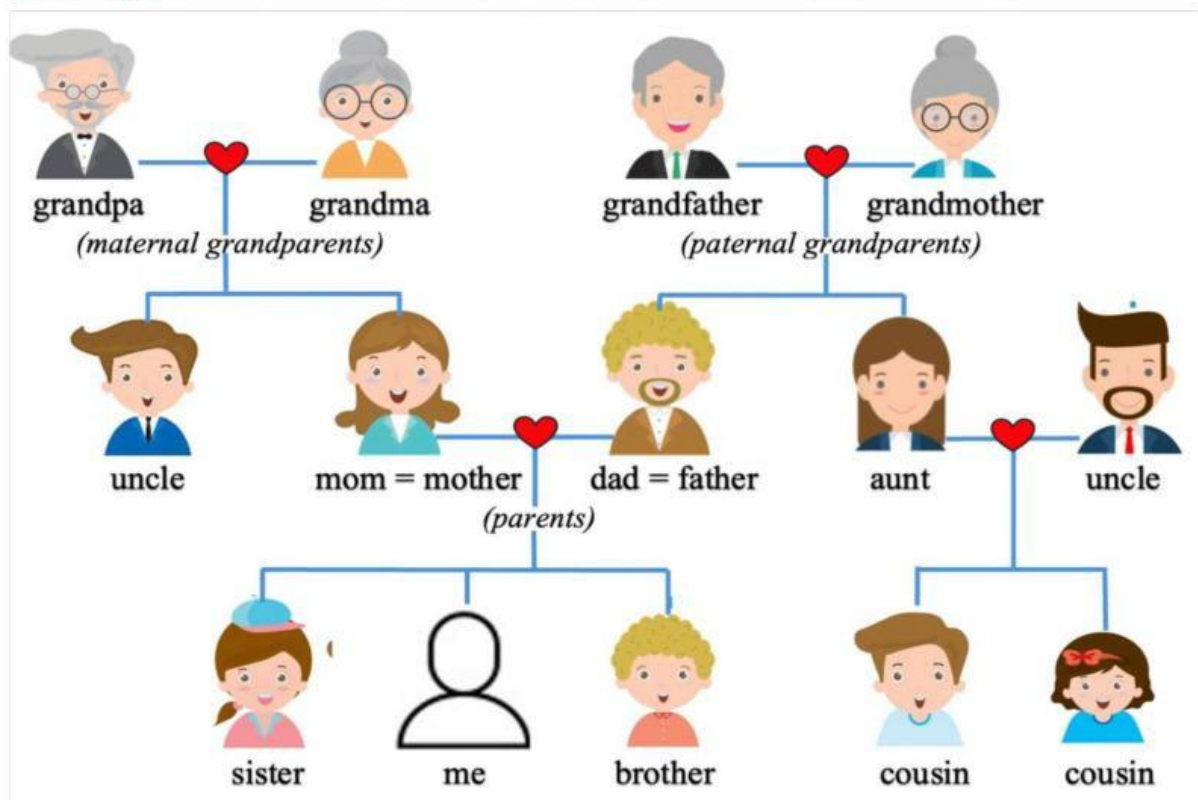 grandpa grandma grandfather grandmother
(maternal grandparents) (paternal grandparents)
uncle mom = mother dad = father aunt uncle
(parents)
sister me brother cousin cousin